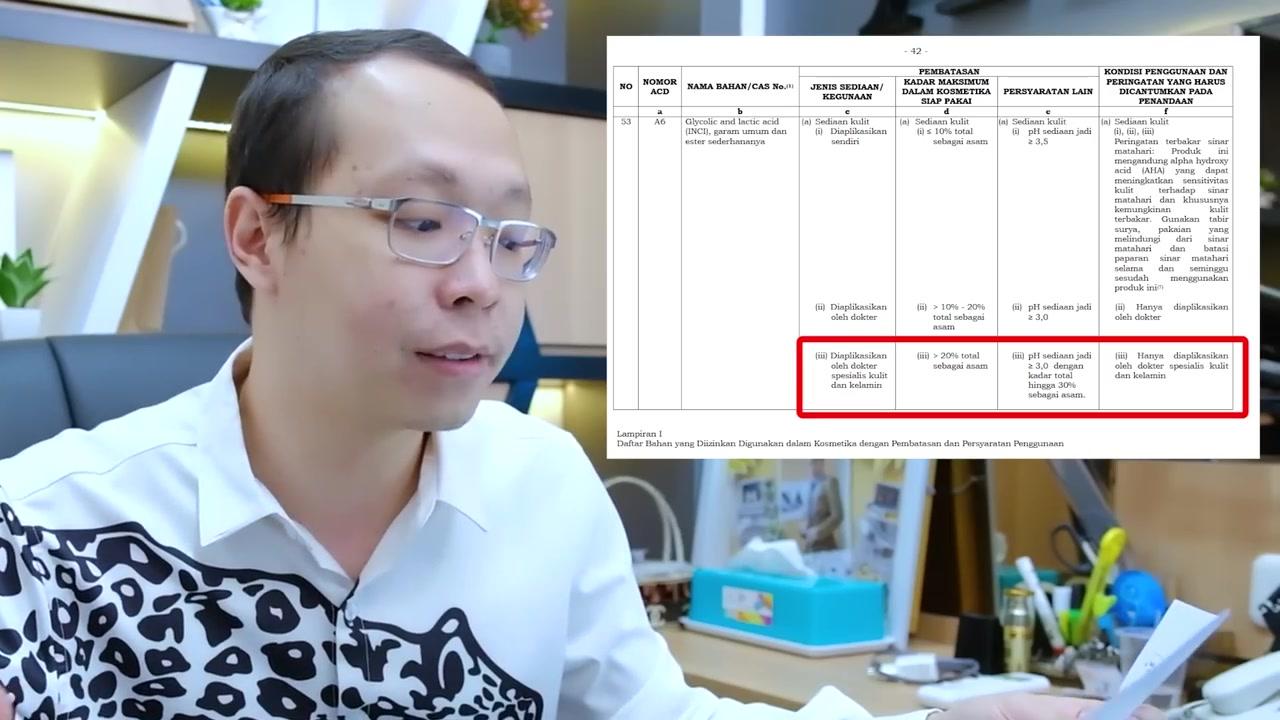 - 42 -
PEMBATASAN
NO
NOMOR ACD
NAMA BAHAN/CAS No.(1)
JENIS SEDIAAN/ KEGUNAAN
KADAR MAKSIMUM DALAM KOSMETIKA SIAP PAKAI
PERSYARATAN LAIN
KONDISI PENGGUNAAN DAN PERINGATAN YANG HARUS DICANTUMKAN PADA PENANDAAN
a
b
c
d
e
f
53
A6
Glycolic and lactic acid
(INCI), garam umum dan
ester sederhananya
(a) Sediaan kulit
(i) Diaplikasikan
sendiri
(a) Sediaan kulit
(i) ≤ 10% total
sebagai asam
(a) Sediaan kulit
(i) pH sediaan jadi
≥ 3,5
(a) Sediaan kulit
(i), (ii), (iii)
Peringatan terbakar sinar
matahari: Produk ini
mengandung alpha hydroxy
acid (AHA) yang dapat
meningkatkan sensitivitas
kulit terhadap sinar
matahari dan khususnya
kemungkinan kulit
terbakar. Gunakan tabir
surya, pakaian yang
melindungi dari sinar
matahari dan batasi
paparan sinar matahari
selama dan seminggu
sesudah menggunakan
produk ini(7)
(ii) Diaplikasikan
oleh dokter
(ii) > 10% - 20%
total sebagai
asam
(ii) pH sediaan jadi
≥ 3,0
(ii) Hanya diaplikasikan
oleh dokter
(iii) Diaplikasikan
oleh dokter
spesialis kulit
dan kelamin
(iii) > 20% total
sebagai asam
(iii) pH sediaan jadi
≥ 3,0 dengan
kadar total
hingga 30%
sebagai asam.
(iii) Hanya diaplikasikan
oleh dokter spesialis kulit
dan kelamin
Lampiran I
Daftar Bahan yang Diizinkan Digunakan dalam Kosmetika dengan Pembatasan dan Persyaratan Penggunaan